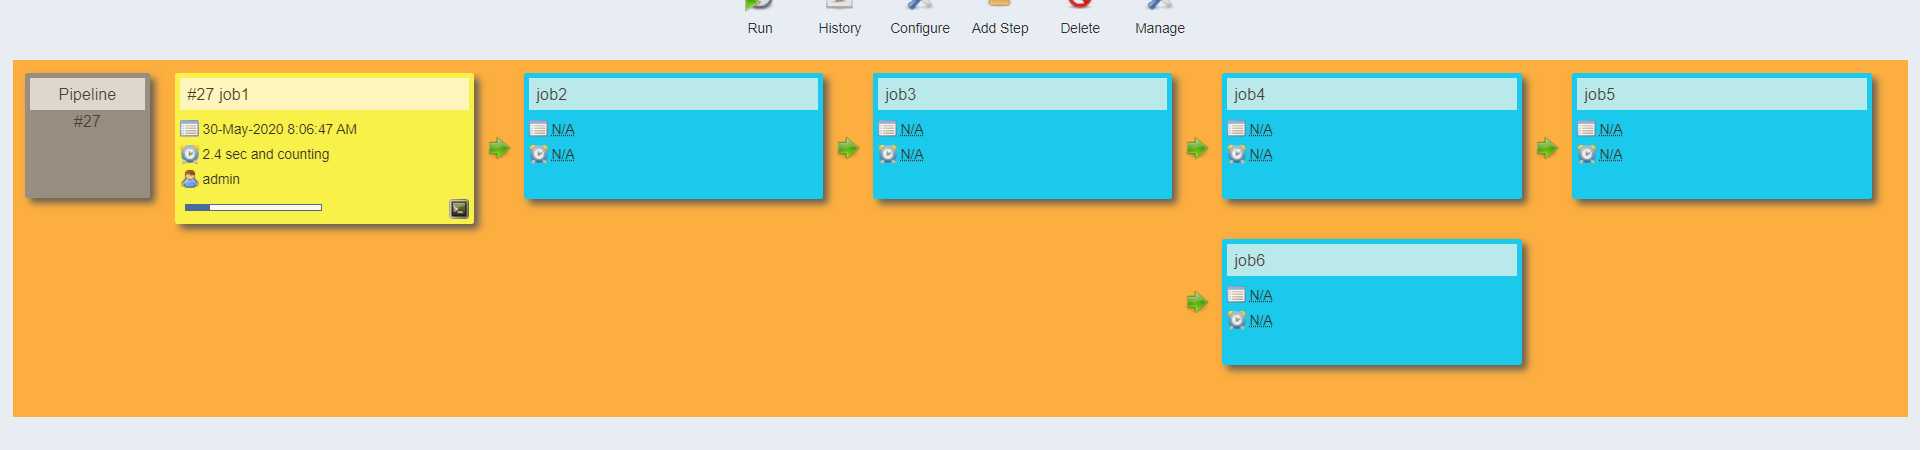 Run
History
Configure
Add Step
Delete
Manage
Pipeline
#27
#27 job1
30-May-2020 8:06:47 AM
2.4 sec and counting
admin
job2
N/A
N/A
job3
N/A
N/A
job4
N/A
N/A
job5
N/A
N/A
job6
N/A
N/A